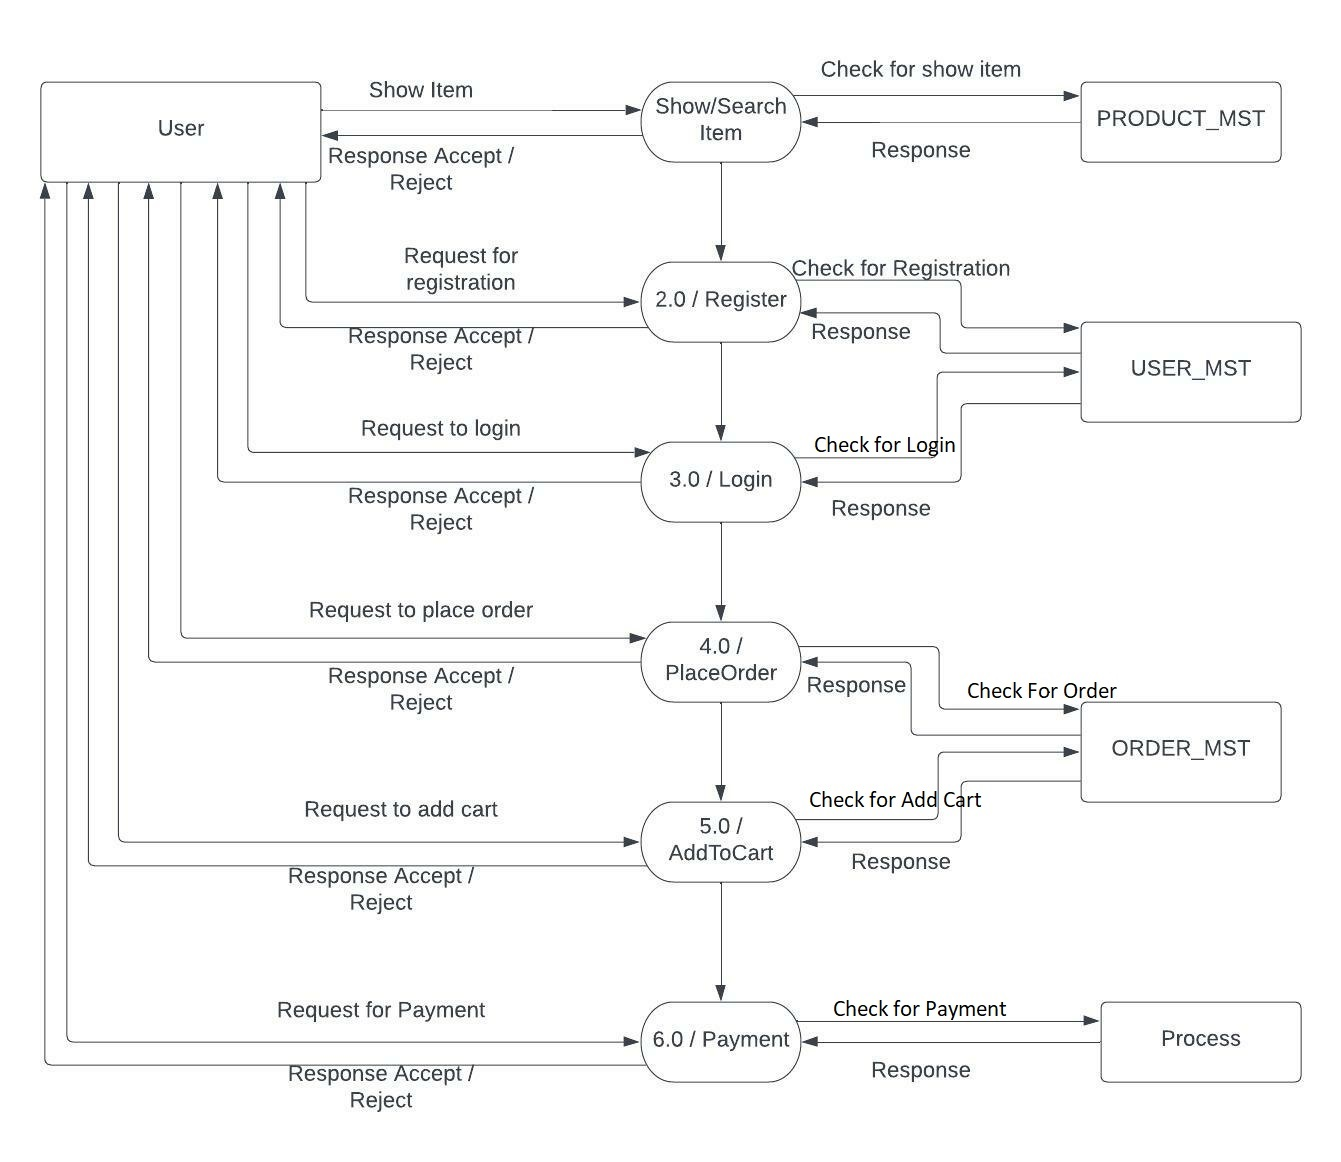 Check for show item
Show Item
User
Show/Search
Item
PRODUCT_MST
Response Accept /
Reject
Response
Request for
registration
Check for Registration
2.0 / Register
Response Accept /
Reject
Response
USER_MST
Request to login
Check for Login
3.0 / Login
Response Accept /
Reject
Response
Request to place order
4.0 /
PlaceOrder
Response Accept /
Reject
Response
Check For Order
ORDER_MST
Request to add cart
Check for Add Cart
5.0 /
AddToCart
Response Accept /
Reject
Response
Request for Payment
Check for Payment
6.0 / Payment
Process
Response Accept /
Reject
Response